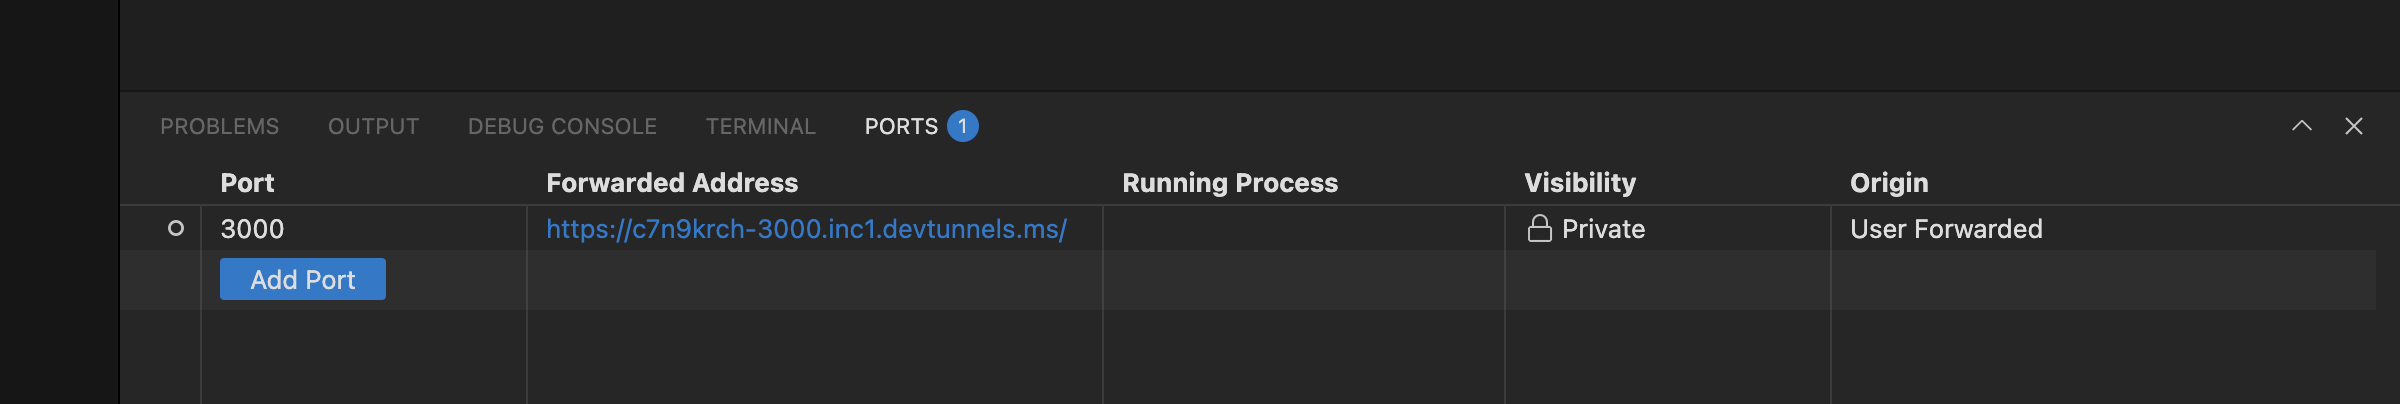 PROBLEMS OUTPUT DEBUG CONSOLE TERMINAL PORTS 1
Port Forwarded Address Running Process Visibility Origin
3000 https://c7n9krch-3000.inc1.devtunnels.ms/ Private User Forwarded
Add Port